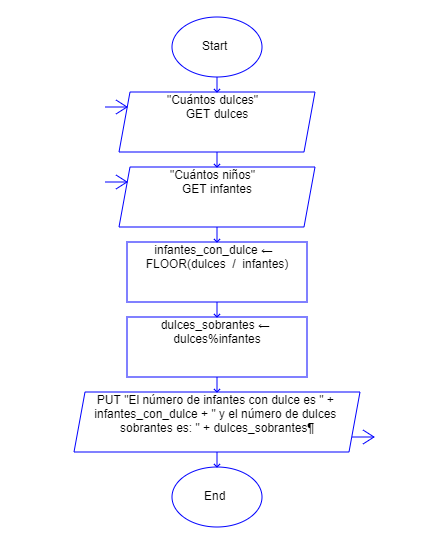 Start
"Cuántos dulces"
GET dulces
"Cuántos niños"
GET infantes
infantes_con_dulce ←
FLOOR(dulces / infantes)
dulces_sobrantes ←
dulces%infantes
PUT "El número de infantes con dulce es " +
infantes_con_dulce + " y el número de dulces
sobrantes es: " + dulces_sobrantes¶
End